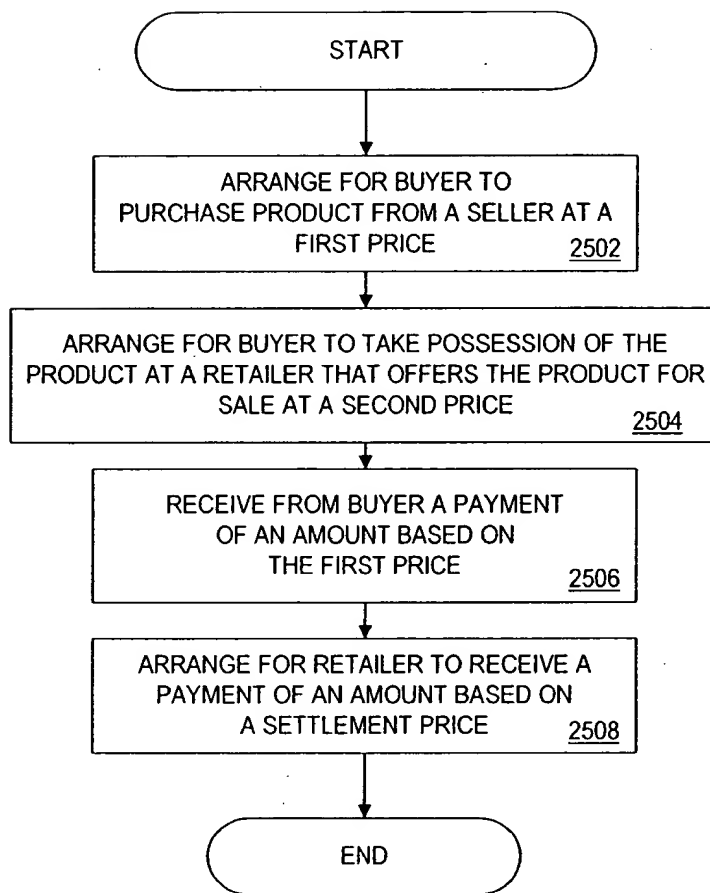 START
ARRANGE FOR BUYER TO
PURCHASE PRODUCT FROM A SELLER AT A
FIRST PRICE
2502
ARRANGE FOR BUYER TO TAKE POSSESSION OF THE
PRODUCT AT A RETAILER THAT OFFERS THE PRODUCT FOR
SALE AT A SECOND PRICE
2504
RECEIVE FROM BUYER A PAYMENT
OF AN AMOUNT BASED ON
THE FIRST PRICE
2506
ARRANGE FOR RETAILER TO RECEIVE A
PAYMENT OF AN AMOUNT BASED ON
A SETTLEMENT PRICE
2508
END